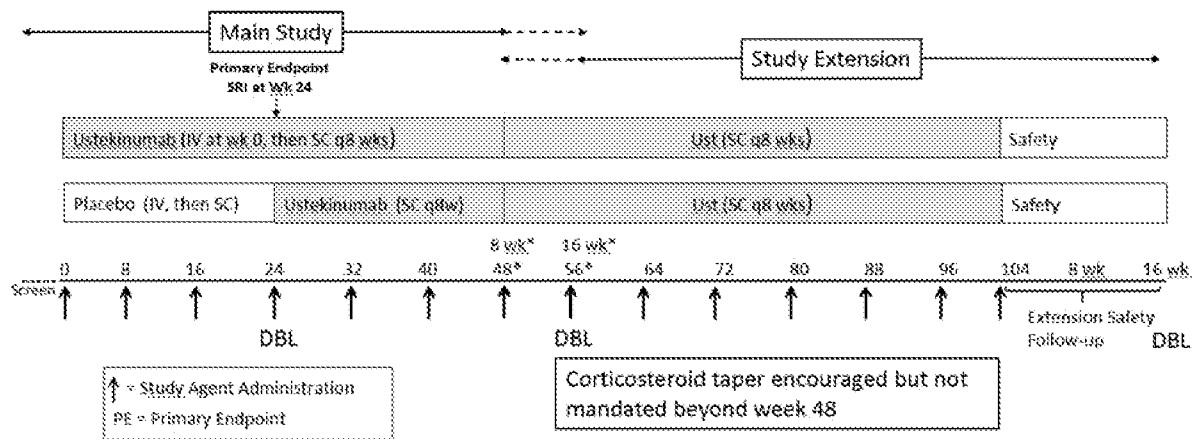 Main Study
Study Extension
Primary Endpoint
SRI at Wk 24
Ustekinumab (IV at wk 0, then SC q8 wks)
Ust (SC q8 wks)
Safety
Placebo (IV, then SC)
Ustekinumab (SC q8w)
Ust (SC q8 wks)
Safety
8 wk* 16 wk*
0 8 16 24 32 40 48* 56* 64 72 80 88 96 104 8 wk 16 wk
Screen
Extension Safety
Follow-up
DBL DBL DBL
↑ = Study Agent Administration
PE = Primary Endpoint
Corticosteroid taper encouraged but not
mandated beyond week 48